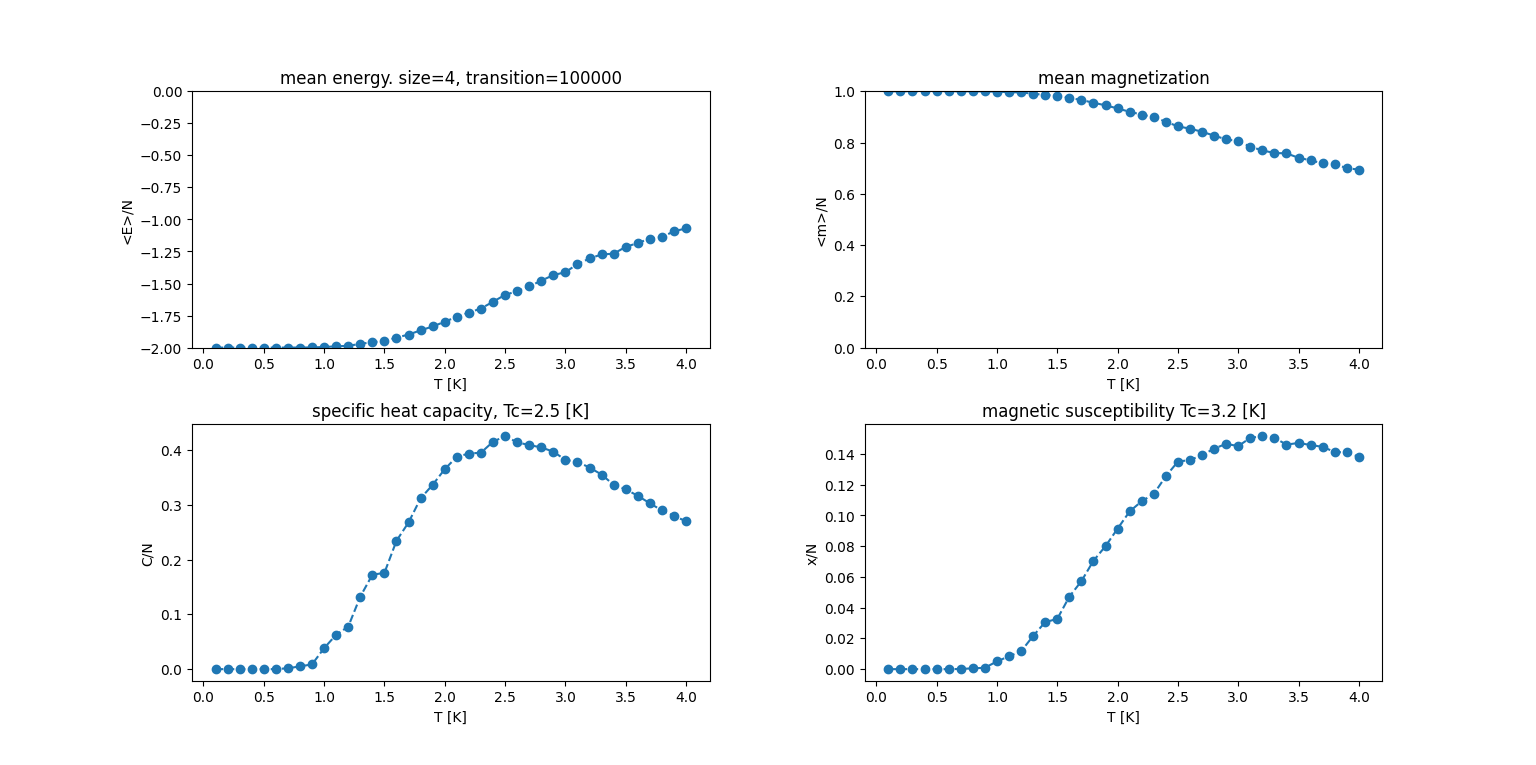 mean energy. size=4, transition=100000
0.00
−0.25
−0.50
−0.75
−1.00
−1.25
−1.50
−1.75
−2.00
<E>/N
0.0 0.5 1.0 1.5 2.0 2.5 3.0 3.5 4.0
T [K]
mean magnetization
1.0
0.8
0.6
0.4
0.2
0.0
<m>/N
0.0 0.5 1.0 1.5 2.0 2.5 3.0 3.5 4.0
T [K]
specific heat capacity, Tc=2.5 [K]
0.4
0.3
0.2
0.1
0.0
C/N
0.0 0.5 1.0 1.5 2.0 2.5 3.0 3.5 4.0
T [K]
magnetic susceptibility Tc=3.2 [K]
0.14
0.12
0.10
0.08
0.06
0.04
0.02
0.00
x/N
0.0 0.5 1.0 1.5 2.0 2.5 3.0 3.5 4.0
T [K]